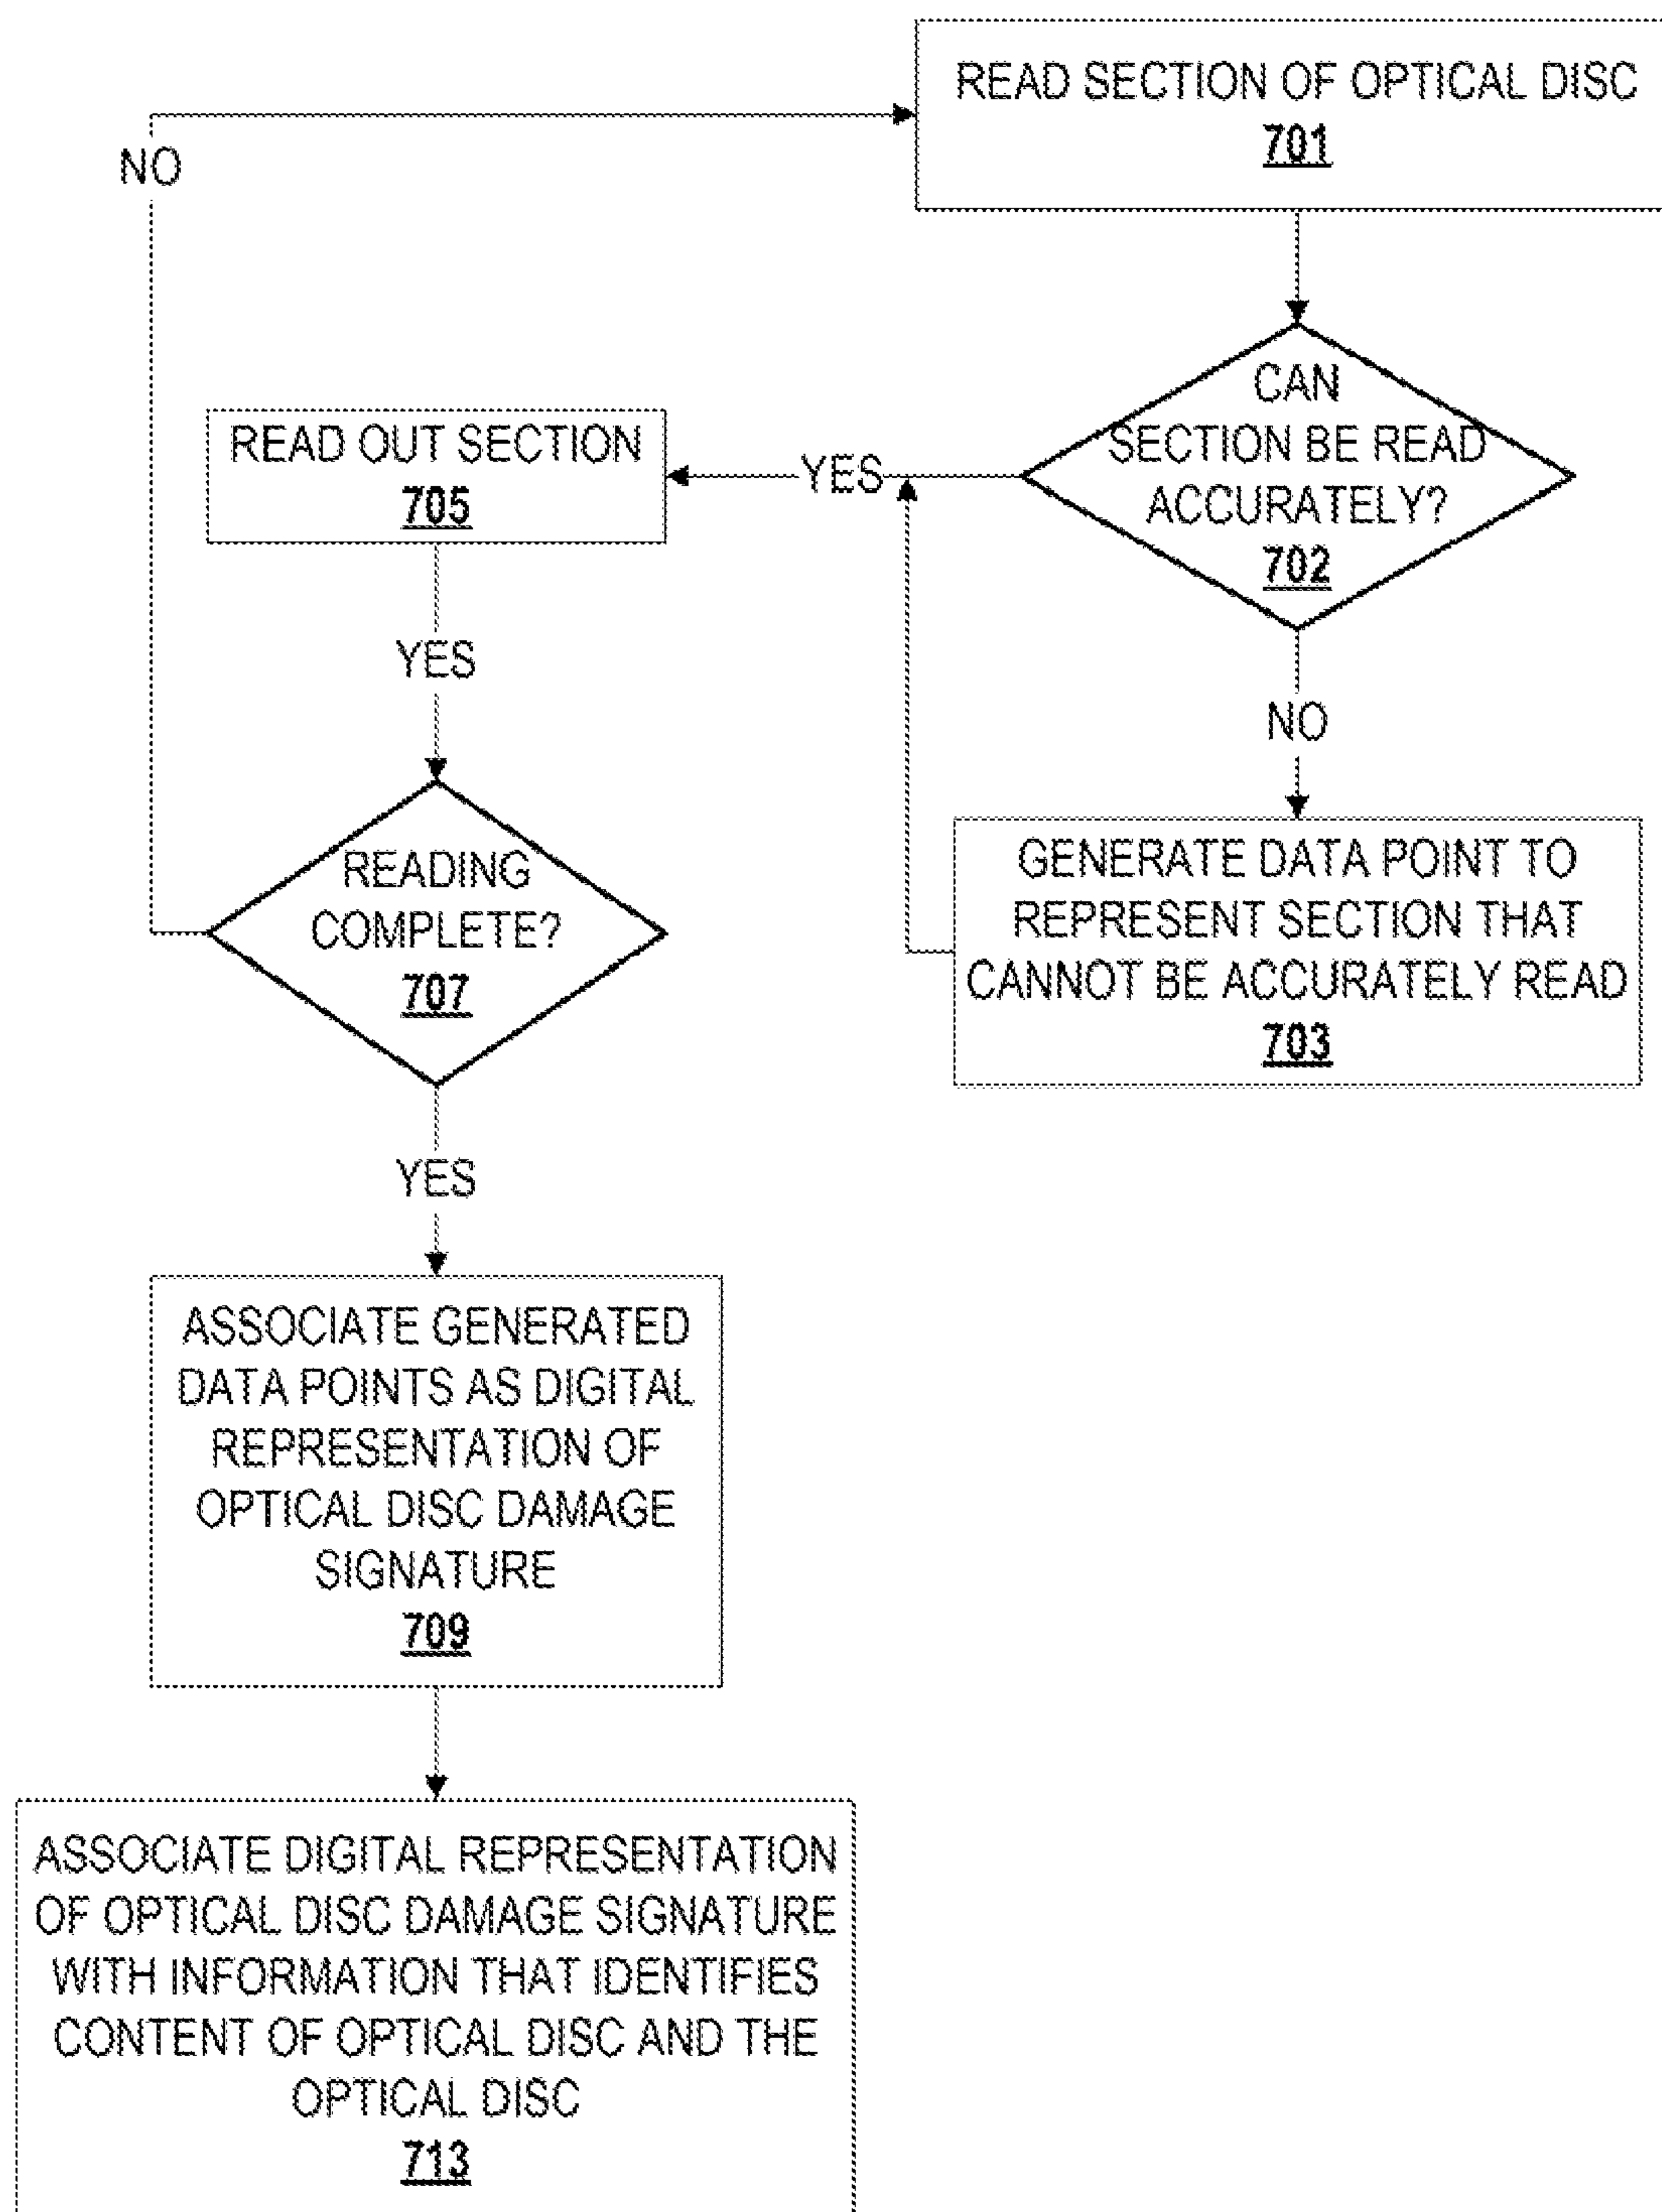 READ SECTION OF OPTICAL DISC
701
NO
CAN
SECTION BE READ
ACCURATELY?
702
YES
READ OUT SECTION
705
YES
NO
GENERATE DATA POINT TO
REPRESENT SECTION THAT
CANNOT BE ACCURATELY READ
703
READING
COMPLETE?
707
YES
ASSOCIATE GENERATED
DATA POINTS AS DIGITAL
REPRESENTATION OF
OPTICAL DISC DAMAGE
SIGNATURE
709
ASSOCIATE DIGITAL REPRESENTATION
OF OPTICAL DISC DAMAGE SIGNATURE
WITH INFORMATION THAT IDENTIFIES
CONTENT OF OPTICAL DISC AND THE
OPTICAL DISC
713